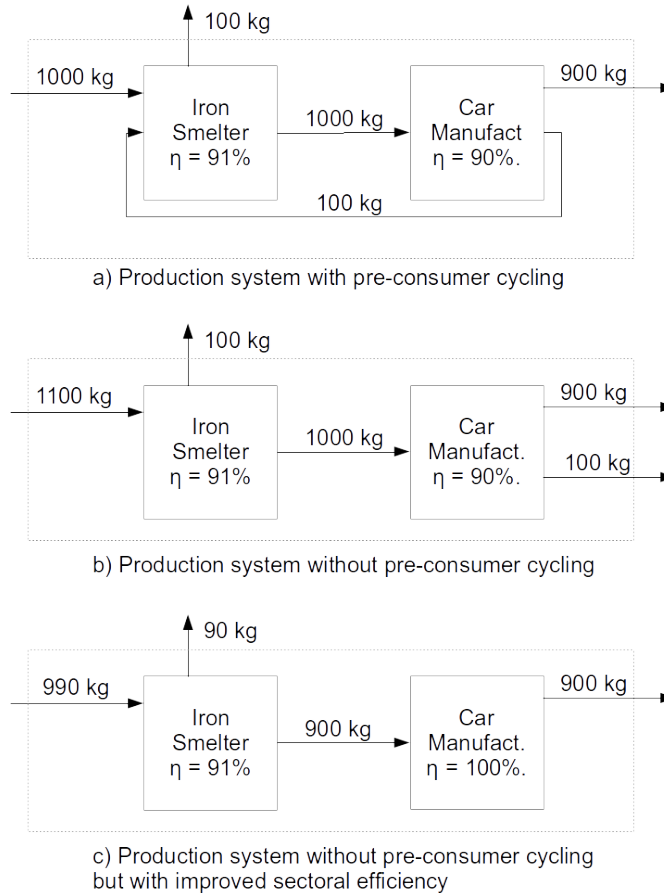 100 kg
1000 kg
900 kg
Iron
Smelter
η = 91%
1000 kg
Car
Manufact
η = 90%.
100 kg
a) Production system with pre-consumer cycling
100 kg
1100 kg
900 kg
Iron
Smelter
η = 91%
1000 kg
Car
Manufact.
η = 90%.
100 kg
b) Production system without pre-consumer cycling
90 kg
990 kg
900 kg
Iron
Smelter
η = 91%
900 kg
Car
Manufact.
η = 100%.
c) Production system without pre-consumer cycling
but with improved sectoral efficiency